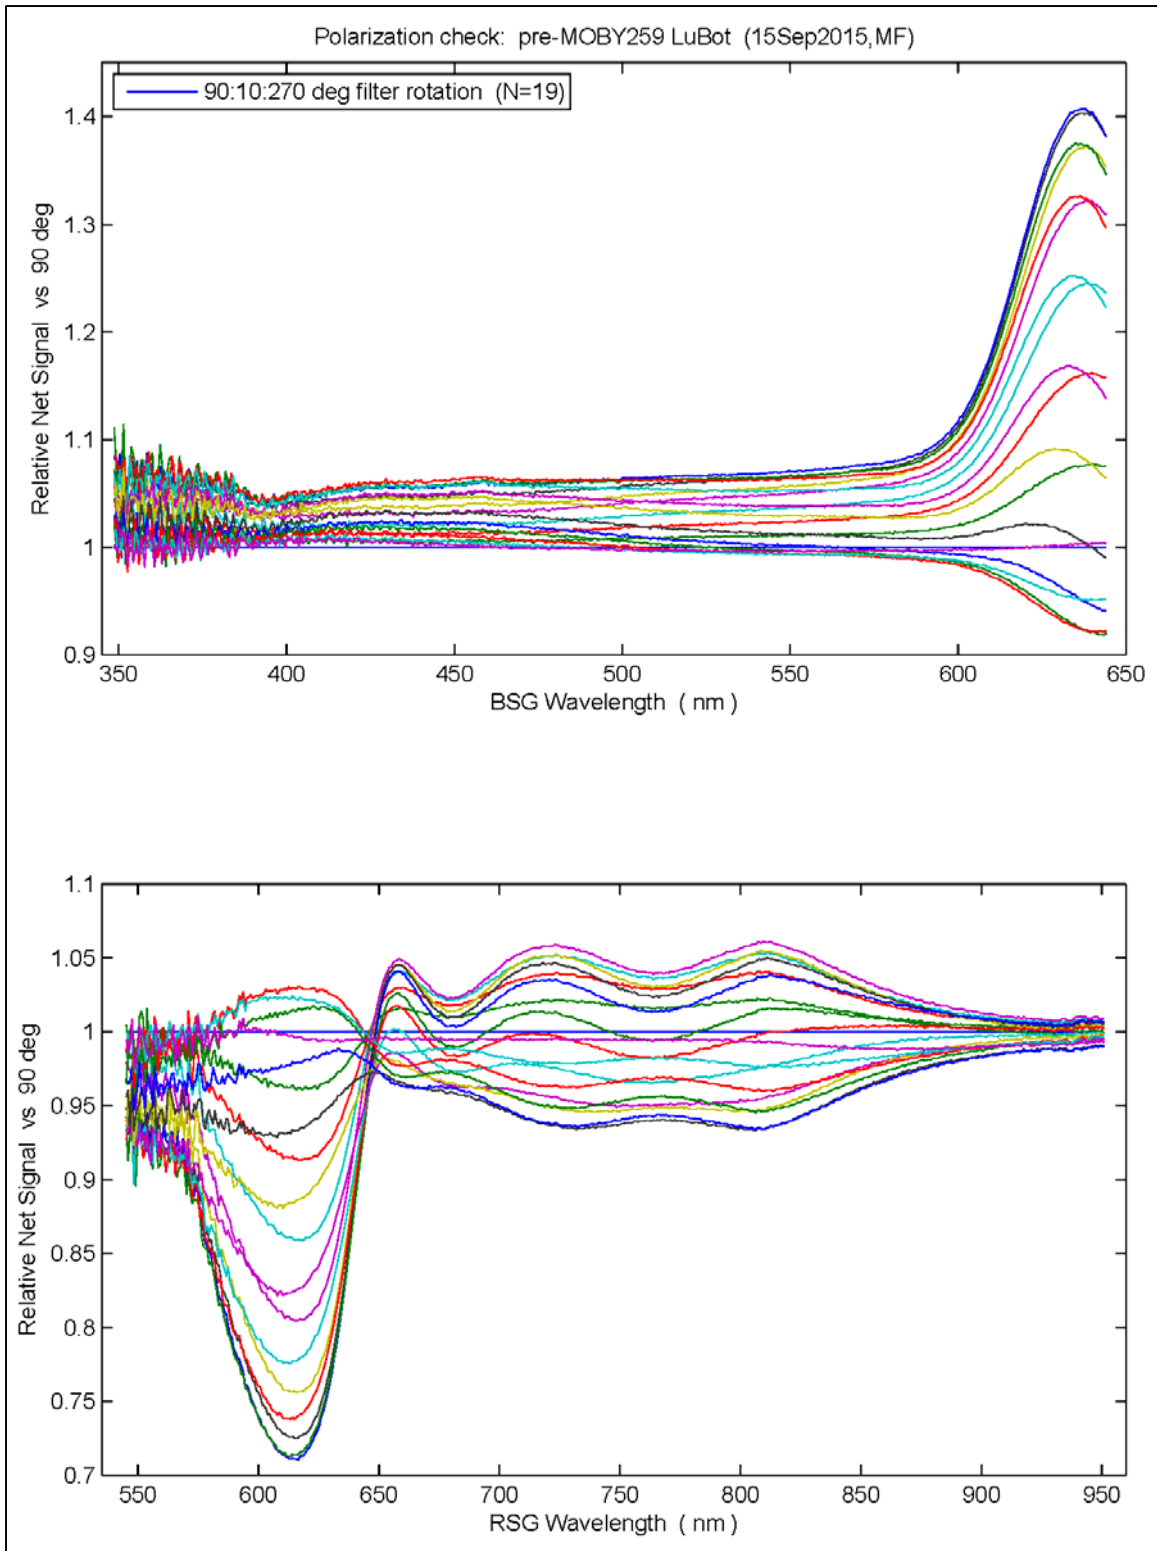 Polarization check: pre-MOBY259 LuBot (15Sep2015,MF)
90:10:270 deg filter rotation (N=19)
Relative Net Signal vs 90 deg
1.4
1.3
1.2
1.1
1
0.9
350 400 450 500 550 600 650
BSG Wavelength ( nm )
Relative Net Signal vs 90 deg
1.1
1.05
1
0.95
0.9
0.85
0.8
0.75
0.7
550 600 650 700 750 800 850 900 950
RSG Wavelength ( nm )